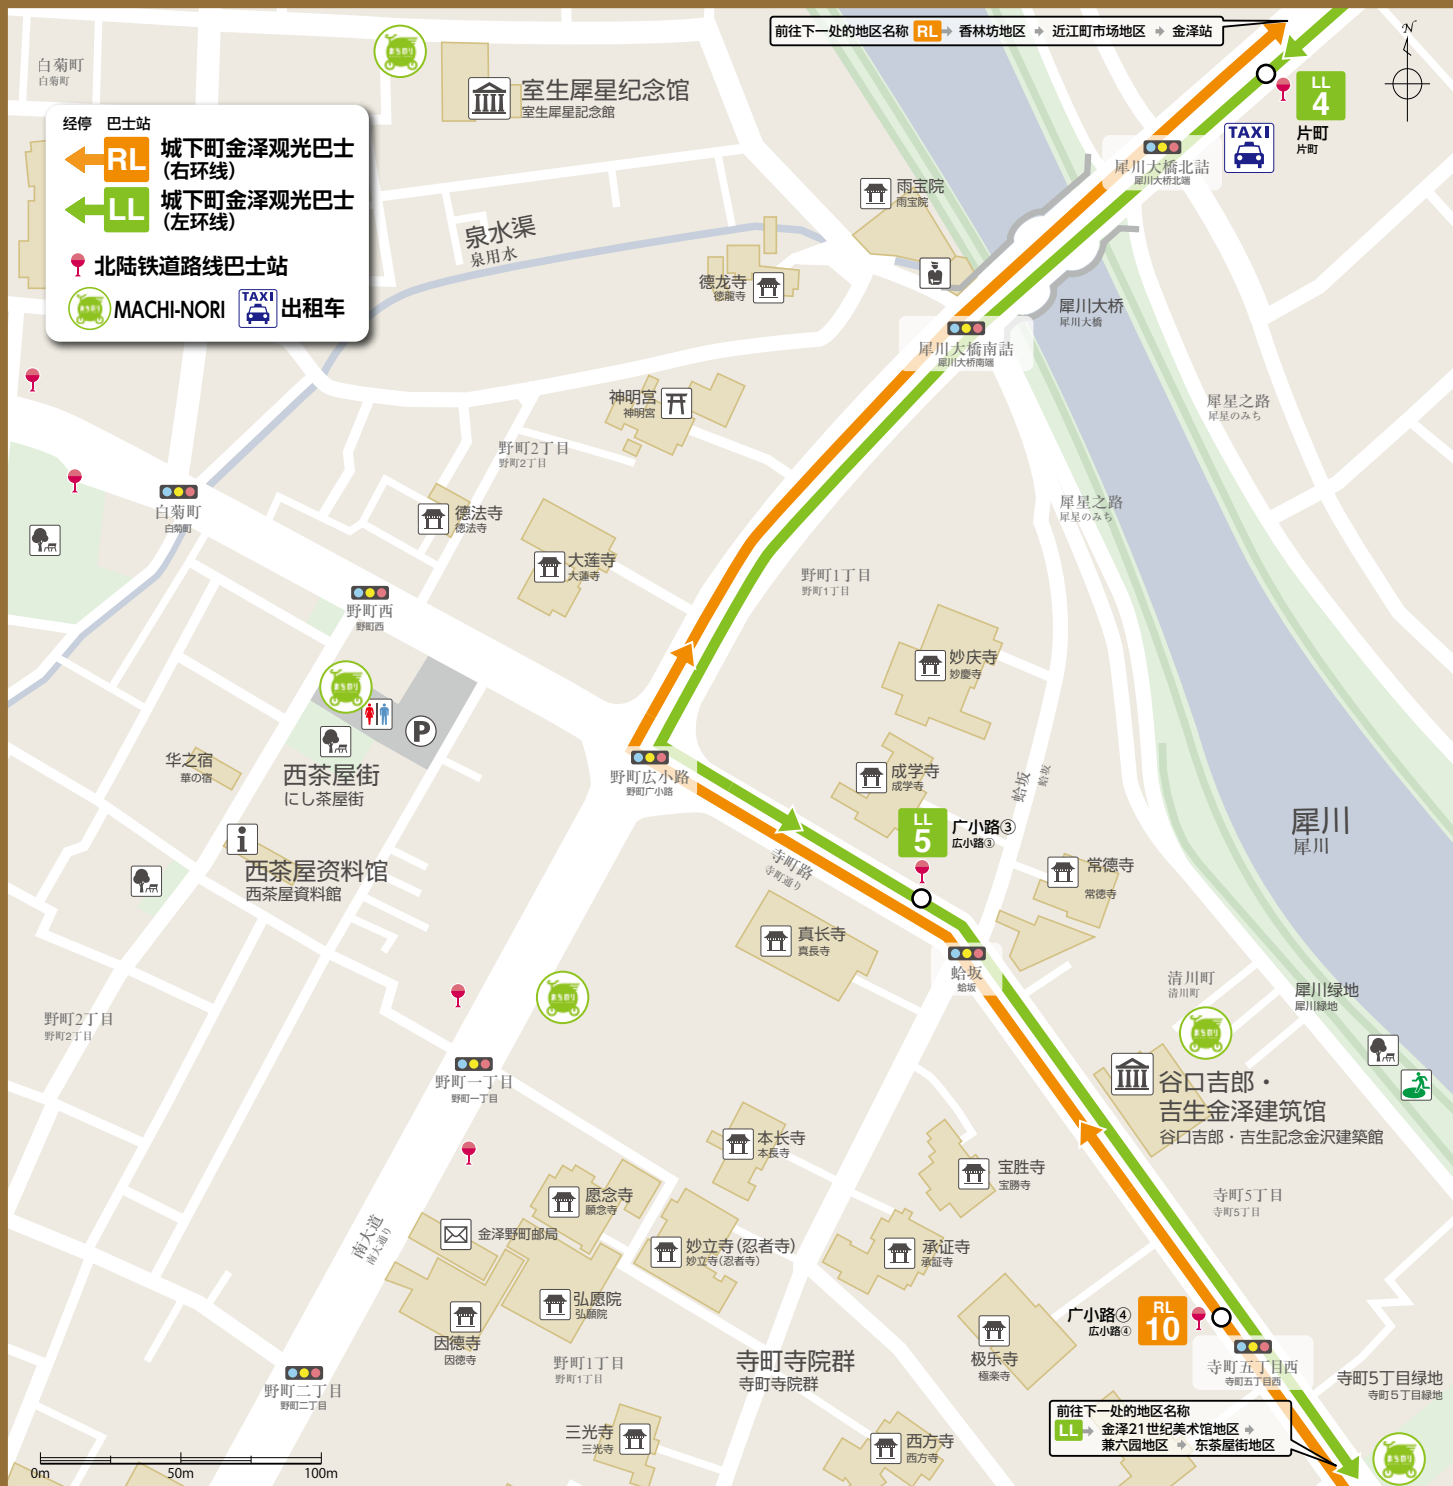 前往下一处的地区名称 RL 香林坊地区 近江町市场地区 金泽站
N
白菊町
白菊町
室生犀星纪念馆
室生犀星記念館
经停 巴士站
RL 城下町金泽观光巴士
(右环线)
LL 城下町金泽观光巴士
(左环线)
北陆铁道路线巴士站
MACHI-NORI TAXI 出租车
LL
4
片町
片町
TAXI
犀川大橋北詰
犀川大桥北端
雨宝院
雨宝院
泉水渠
泉用水
德龙寺
徳龍寺
犀川大桥
犀川大橋
犀川大橋南詰
犀川大桥南端
神明宫
神明宮
犀星之路
犀星のみち
野町2丁目
野町2丁目
犀星之路
犀星のみち
白菊町
白菊町
德法寺
徳法寺
大莲寺
大蓮寺
野町1丁目
野町1丁目
野町西
野町西
妙庆寺
妙慶寺
P
华之宿
華の宿
西茶屋街
にし茶屋街
野町広小路
野町广小路
成学寺
成学寺
蛤坂
蛤坂
LL
5
广小路③
広小路③
犀川
犀川
寺町路
寺町通り
i
西茶屋资料馆
西茶屋資料館
常德寺
常徳寺
真长寺
真長寺
蛤坂
蛤坂
清川町
清川町
犀川绿地
犀川緑地
野町2丁目
野町2丁目
野町一丁目
野町一丁目
谷口吉郎・
吉生金泽建筑馆
谷口吉郎・吉生記念金沢建築館
本长寺
本長寺
宝胜寺
宝勝寺
寺町5丁目
寺町5丁目
愿念寺
願念寺
南大道
南大通り
金泽野町邮局
妙立寺(忍者寺)
妙立寺(忍者寺)
承证寺
承証寺
弘愿院
弘願院
因德寺
因徳寺
广小路④
広小路④
RL
10
野町1丁目
野町1丁目
寺町寺院群
寺町寺院群
极乐寺
極楽寺
寺町五丁目西
寺町五丁目西
野町二丁目
野町二丁目
寺町5丁目绿地
寺町5丁目緑地
前往下一处的地区名称
LL 金泽21世纪美术馆地区
兼六园地区 东茶屋街地区
三光寺
三光寺
西方寺
西方寺
0m 50m 100m